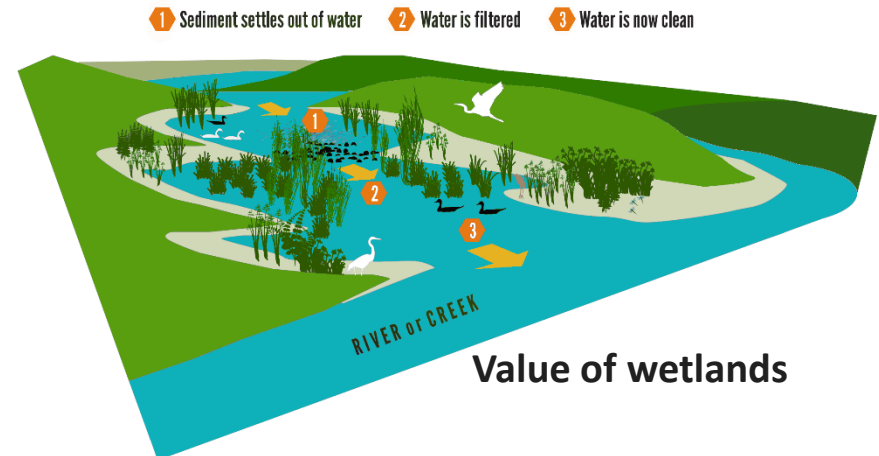 1 Sediment settles out of water 2 Water is filtered 3 Water is now clean
1
2
3
RIVER or CREEK
Value of wetlands